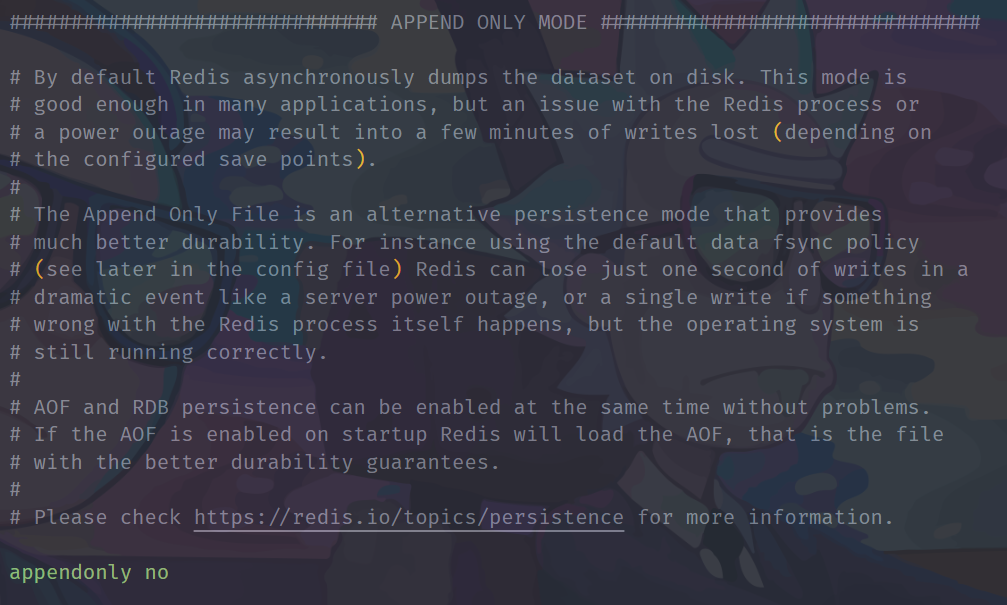 ############################## APPEND ONLY MODE ###############################
# By default Redis asynchronously dumps the dataset on disk. This mode is
# good enough in many applications, but an issue with the Redis process or
# a power outage may result into a few minutes of writes lost (depending on
# the configured save points).
#
# The Append Only File is an alternative persistence mode that provides
# much better durability. For instance using the default data fsync policy
# (see later in the config file) Redis can lose just one second of writes in a
# dramatic event like a server power outage, or a single write if something
# wrong with the Redis process itself happens, but the operating system is
# still running correctly.
#
# AOF and RDB persistence can be enabled at the same time without problems.
# If the AOF is enabled on startup Redis will load the AOF, that is the file
# with the better durability guarantees.
#
# Please check https://redis.io/topics/persistence for more information.
appendonly no